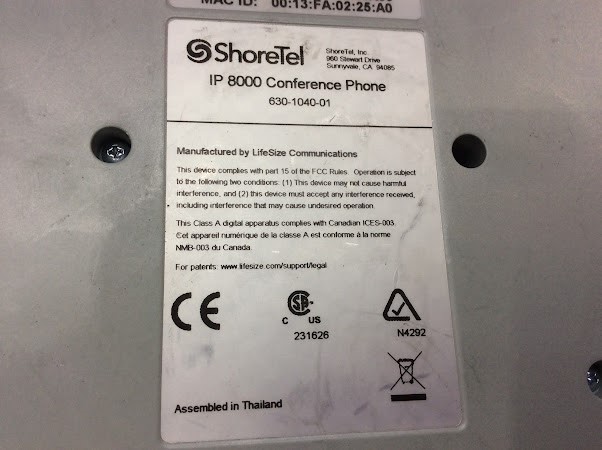 MAC ID: 00:13:FA:02:25:A0
ShoreTel
ShoreTel, Inc.
960 Stewart Drive
Sunnyvale, CA 94085
IP 8000 Conference Phone
630-1040-01
Manufactured by LifeSize Communications
This device complies with part 15 of the FCC Rules. Operation is subject
to the following two conditions: (1) This device may not cause harmful
interference, and (2) this device must accept any interference received,
including interference that may cause undesired operation.
This Class A digital apparatus complies with Canadian ICES-003.
Cet appareil numérique de la classe A est conforme à la norme
NMB-003 du Canada.
For patents: www.lifesize.com/support/legal
CE
C US
231626
N4292
Assembled in Thailand